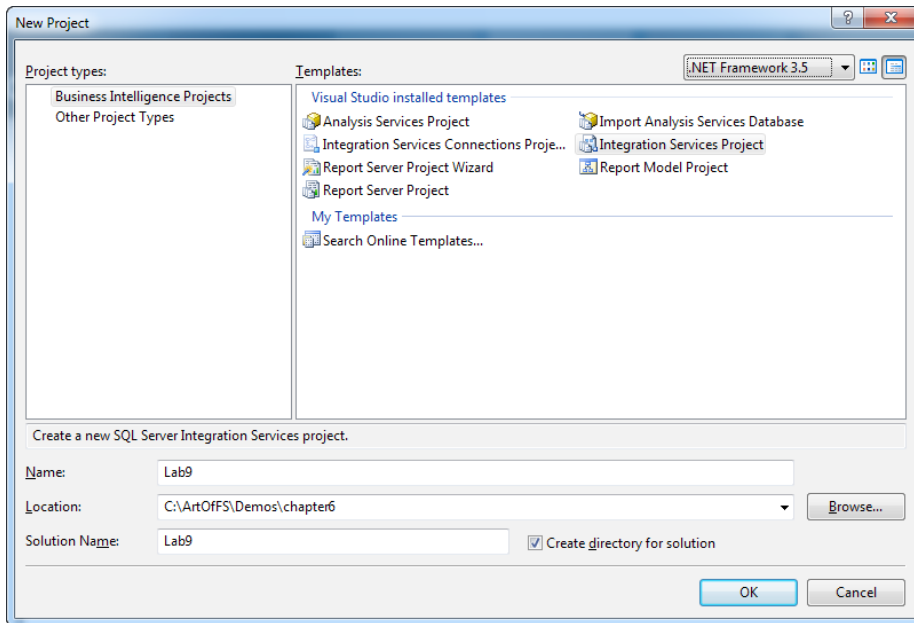 New Project
Project types:
Templates:
.NET Framework 3.5
Business Intelligence Projects
Other Project Types
Visual Studio installed templates
Analysis Services Project
Import Analysis Services Database
Integration Services Connections Proje...
Integration Services Project
Report Server Project Wizard
Report Model Project
Report Server Project
My Templates
Search Online Templates...
Create a new SQL Server Integration Services project.
Name:
Lab9
Location:
C:\ArtOfFS\Demos\chapter6
Browse...
Solution Name:
Lab9
Create directory for solution
OK
Cancel